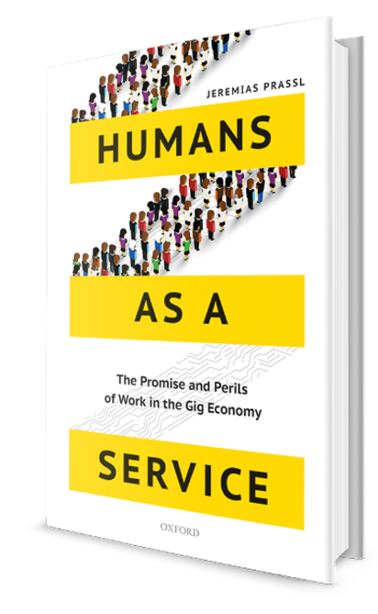 JEREMIAS PRASSL
HUMANS
AS A
The Promise and Perils
of Work in the Gig Economy
SERVICE
OXFORD